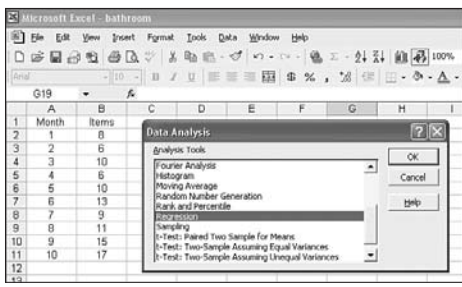 Microsoft Excel - bathroom
File Edit View Insert Format Tools Data Window Help
100%
Arial 10 B I U $ % , A
G19 fx
A B C D E F G H I
1 Month Items
2 1 8
3 2 6
4 3 10
5 4 6
6 5 10
7 6 13
8 7 9
9 8 11
10 9 15
11 10 17
12
13
Data Analysis
Analysis Tools
Fourier Analysis
Histogram
Moving Average
Random Number Generation
Rank and Percentile
Regression
Sampling
t-Test: Paired Two Sample for Means
t-Test: Two-Sample Assuming Equal Variances
t-Test: Two-Sample Assuming Unequal Variances
OK
Cancel
Help